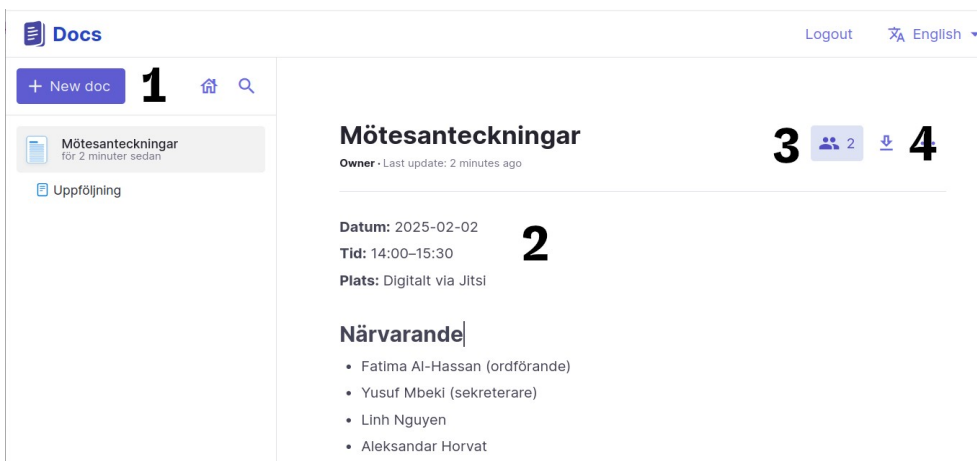 Docs
Logout
English
+ New doc
1
Mötesanteckningar
för 2 minuter sedan
Uppföljning
Mötesanteckningar
Owner · Last update: 2 minutes ago
3
2
4
Datum: 2025-02-02
Tid: 14:00–15:30
Plats: Digitalt via Jitsi
2
Närvarande
• Fatima Al-Hassan (ordförande)
• Yusuf Mbeki (sekreterare)
• Linh Nguyen
• Aleksandar Horvat